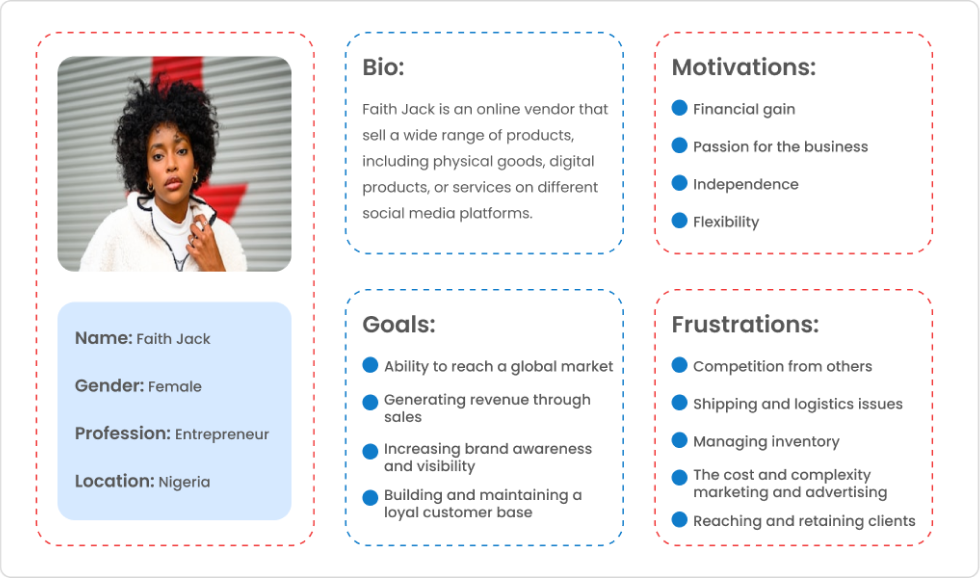 Name: Faith Jack
Gender: Female
Profession: Entrepreneur
Location: Nigeria
Bio:
Faith Jack is an online vendor that
sell a wide range of products,
including physical goods, digital
products, or services on different
social media platforms.
Motivations:
Financial gain
Passion for the business
Independence
Flexibility
Goals:
Ability to reach a global market
Generating revenue through
sales
Increasing brand awareness
and visibility
Building and maintaining a
loyal customer base
Frustrations:
Competition from others
Shipping and logistics issues
Managing inventory
The cost and complexity
marketing and advertising
Reaching and retaining clients